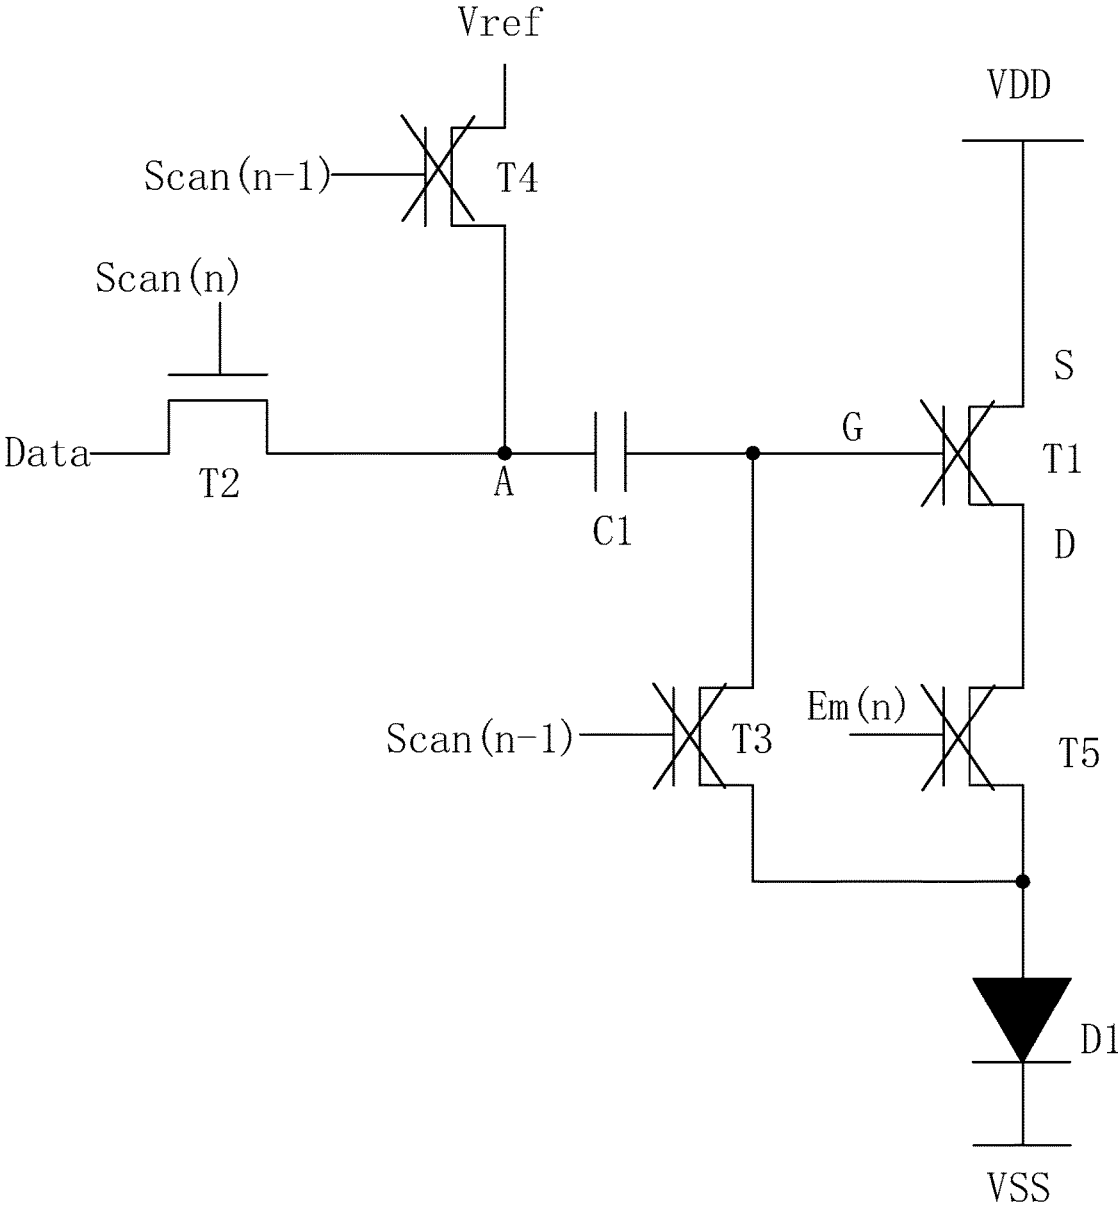 Vref
VDD
Scan(n-1)
T4
Scan(n)
S
G
Data
T1
T2
A
C1
D
Em(n)
Scan(n-1)
T3
T5
D1
VSS